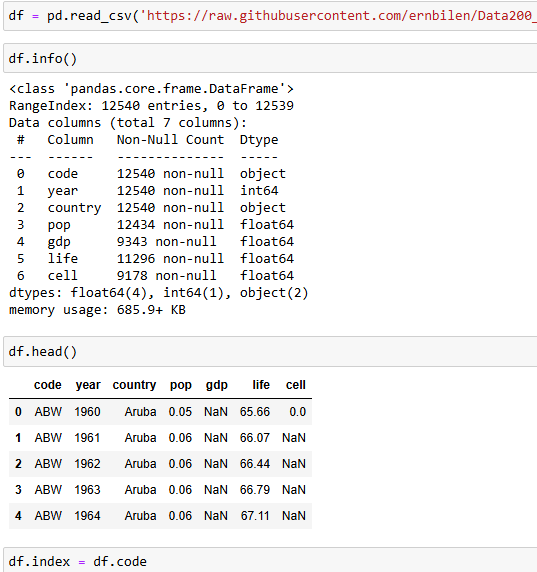 df = pd.read_csv('https://raw.githubusercontent.com/ernbilen/Data200_
df.info()
<class 'pandas.core.frame.DataFrame'>
RangeIndex: 12540 entries, 0 to 12539
Data columns (total 7 columns):
 #   Column   Non-Null Count  Dtype
---  ------   --------------  -----
 0   code     12540 non-null  object
 1   year     12540 non-null  int64
 2   country  12540 non-null  object
 3   pop      12434 non-null  float64
 4   gdp      9343 non-null   float64
 5   life     11296 non-null  float64
 6   cell     9178 non-null   float64
dtypes: float64(4), int64(1), object(2)
memory usage: 685.9+ KB
df.head()
code year country pop gdp life cell
0 ABW 1960 Aruba 0.05 NaN 65.66 0.0
1 ABW 1961 Aruba 0.06 NaN 66.07 NaN
2 ABW 1962 Aruba 0.06 NaN 66.44 NaN
3 ABW 1963 Aruba 0.06 NaN 66.79 NaN
4 ABW 1964 Aruba 0.06 NaN 67.11 NaN
df.index = df.code